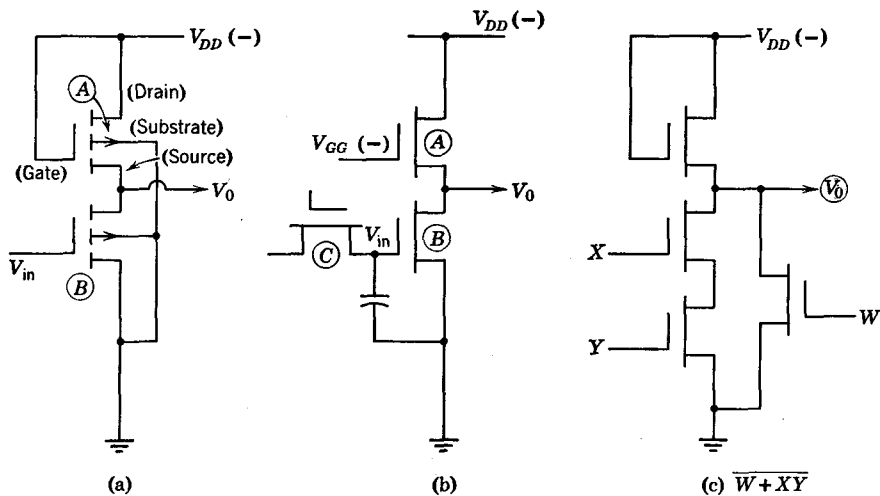 V_DD (−)
A
(Drain)
(Substrate)
(Source)
(Gate)
V_0
V_in
B
(a)
V_DD (−)
V_GG (−)
A
V_0
V_in
B
C
(b)
V_DD (−)
V_0
X
Y
W
(c) \overline{W + XY}